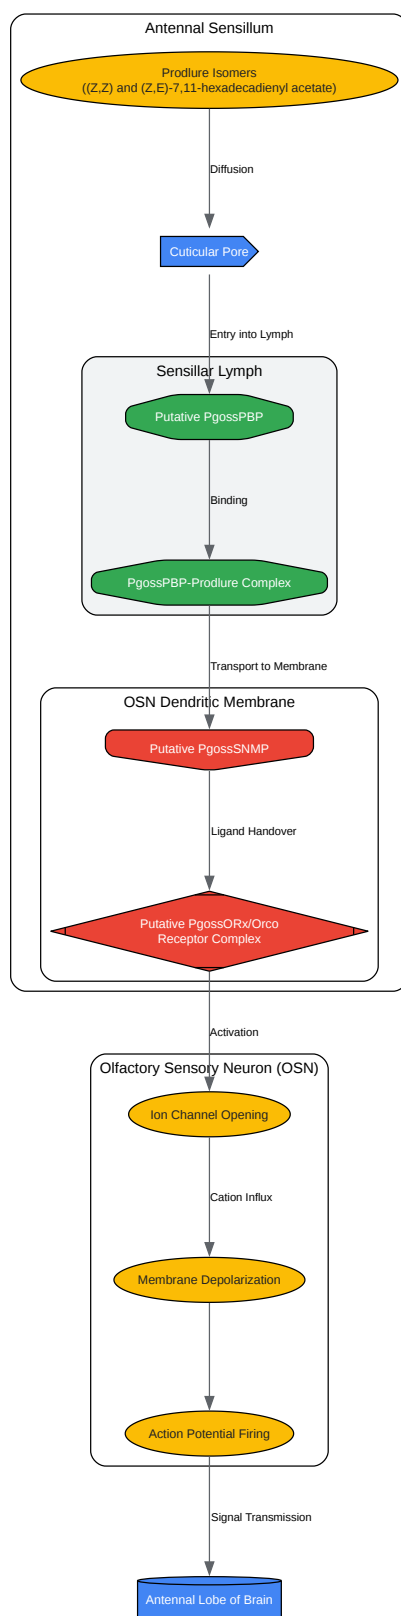 Antennal Sensillum
Prodlure Isomers
((Z,Z) and (Z,E)-7,11-hexadecadienyl acetate)
Diffusion
Cuticular Pore
Entry into Lymph
Sensillar Lymph
Putative PgossPBP
Binding
PgossPBP-Prodlure Complex
Transport to Membrane
OSN Dendritic Membrane
Putative PgossSNMP
Ligand Handover
Putative PgossORx/Orco
Receptor Complex
Activation
Olfactory Sensory Neuron (OSN)
Ion Channel Opening
Cation Influx
Membrane Depolarization
Action Potential Firing
Signal Transmission
Antennal Lobe of Brain